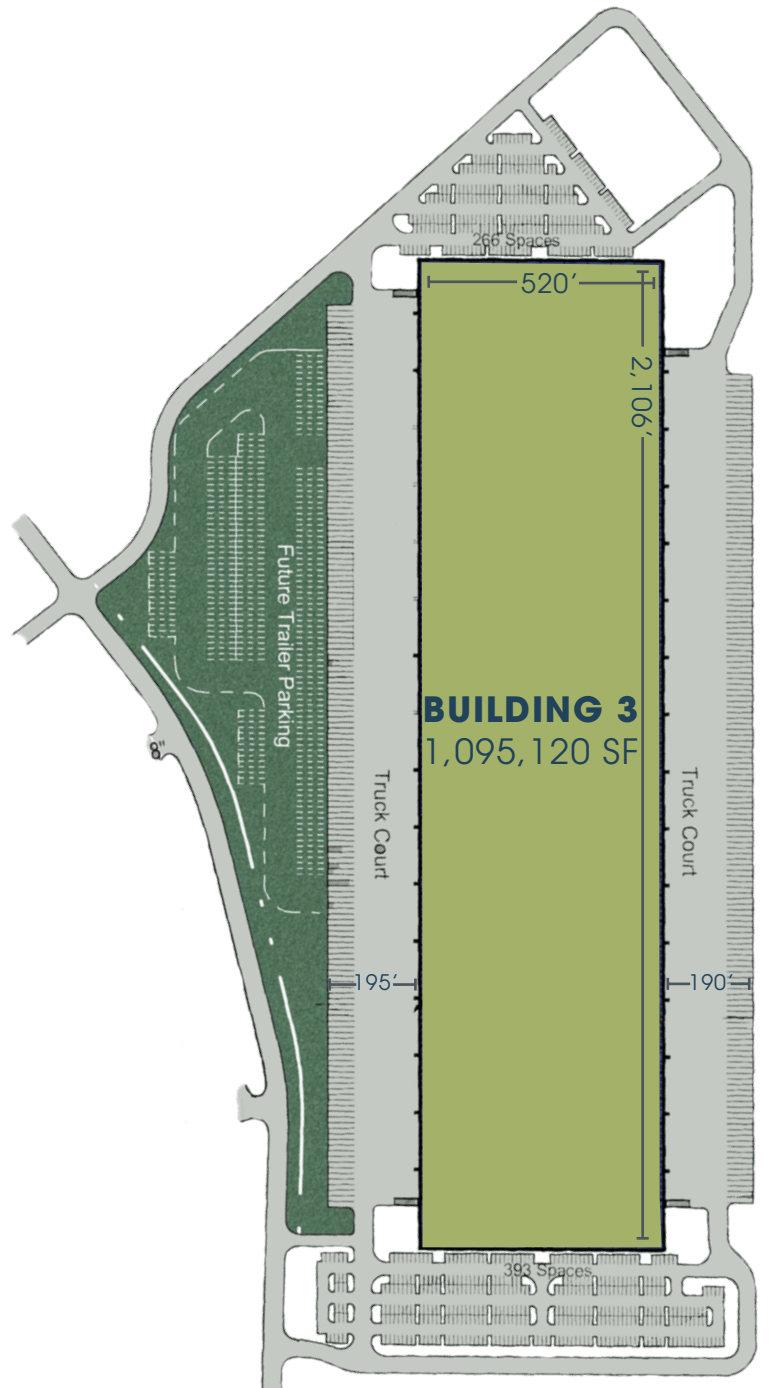 266 Spaces
520’
2,106’
Future Trailer Parking
8"
BUILDING 3
1,095,120 SF
Truck Court
Truck Court
195’
190’
393 Spaces